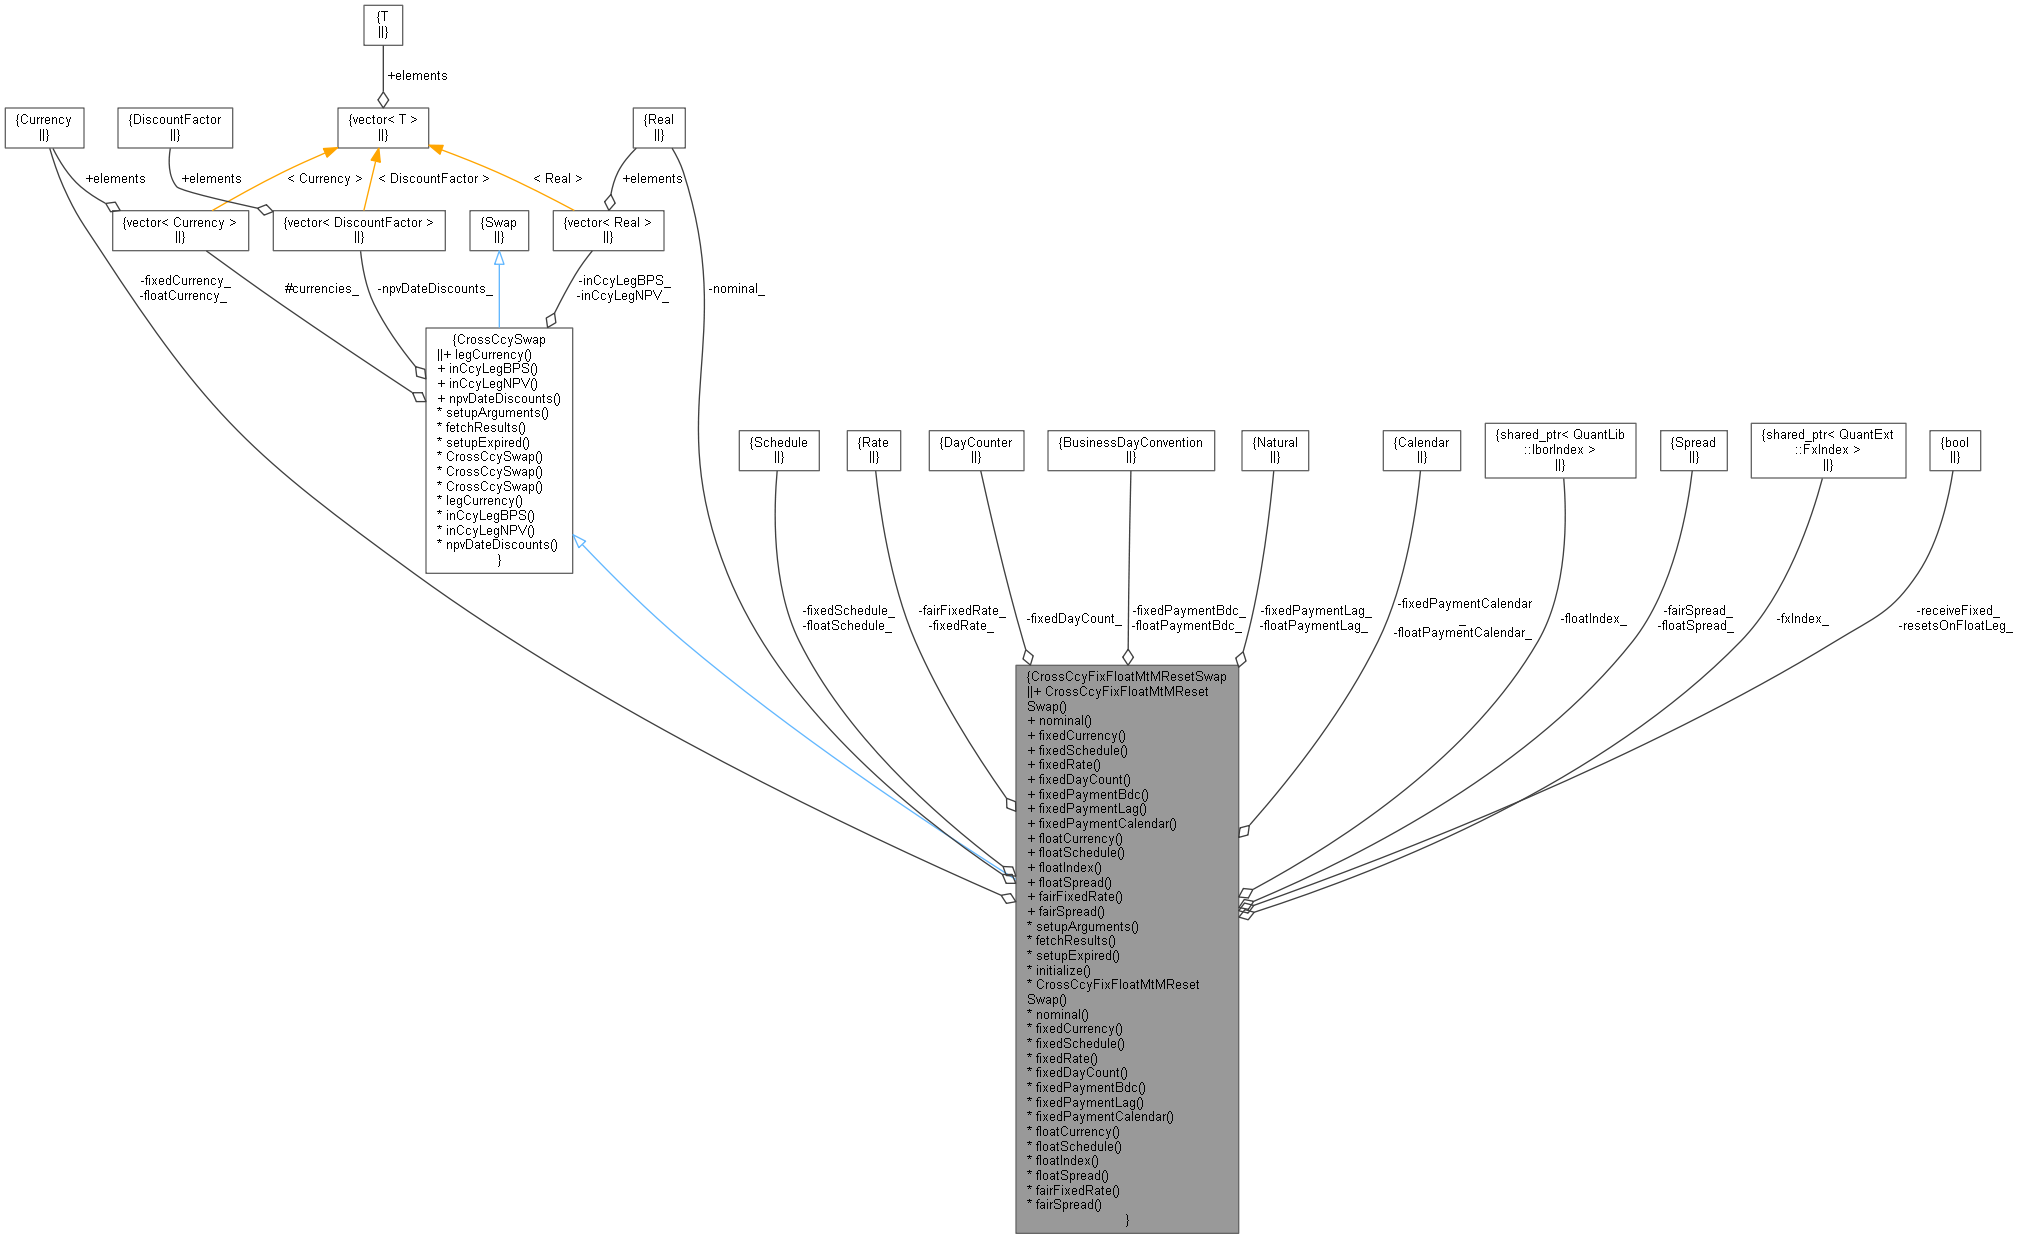 {T
||}
+elements
{Currency
||}
{DiscountFactor
||}
{vector< T >
||}
{Real
||}
+elements
+elements
< Currency >
< DiscountFactor >
< Real >
+elements
{vector< Currency >
||}
{vector< DiscountFactor >
||}
{Swap
||}
{vector< Real >
||}
-fixedCurrency_
-floatCurrency_
#currencies_
-npvDateDiscounts_
-inCcyLegBPS_
-inCcyLegNPV_
-nominal_
{CrossCcySwap
||+ legCurrency()
+ inCcyLegBPS()
+ inCcyLegNPV()
+ npvDateDiscounts()
* setupArguments()
* fetchResults()
* setupExpired()
* CrossCcySwap()
* CrossCcySwap()
* CrossCcySwap()
* legCurrency()
* inCcyLegBPS()
* inCcyLegNPV()
* npvDateDiscounts()
}
{Schedule
||}
{Rate
||}
{DayCounter
||}
{BusinessDayConvention
||}
{Natural
||}
{Calendar
||}
{shared_ptr< QuantLib
::IborIndex >
||}
{Spread
||}
{shared_ptr< QuantExt
::FxIndex >
||}
{bool
||}
-fixedSchedule_
-floatSchedule_
-fairFixedRate_
-fixedRate_
-fixedDayCount_
-fixedPaymentBdc_
-floatPaymentBdc_
-fixedPaymentLag_
-floatPaymentLag_
-fixedPaymentCalendar
_
-floatPaymentCalendar_
-floatIndex_
-fairSpread_
-floatSpread_
-fxIndex_
-receiveFixed_
-resetsOnFloatLeg_
{CrossCcyFixFloatMtMResetSwap
||+ CrossCcyFixFloatMtMReset
Swap()
+ nominal()
+ fixedCurrency()
+ fixedSchedule()
+ fixedRate()
+ fixedDayCount()
+ fixedPaymentBdc()
+ fixedPaymentLag()
+ fixedPaymentCalendar()
+ floatCurrency()
+ floatSchedule()
+ floatIndex()
+ floatSpread()
+ fairFixedRate()
+ fairSpread()
* setupArguments()
* fetchResults()
* setupExpired()
* initialize()
* CrossCcyFixFloatMtMReset
Swap()
* nominal()
* fixedCurrency()
* fixedSchedule()
* fixedRate()
* fixedDayCount()
* fixedPaymentBdc()
* fixedPaymentLag()
* fixedPaymentCalendar()
* floatCurrency()
* floatSchedule()
* floatIndex()
* floatSpread()
* fairFixedRate()
* fairSpread()
}